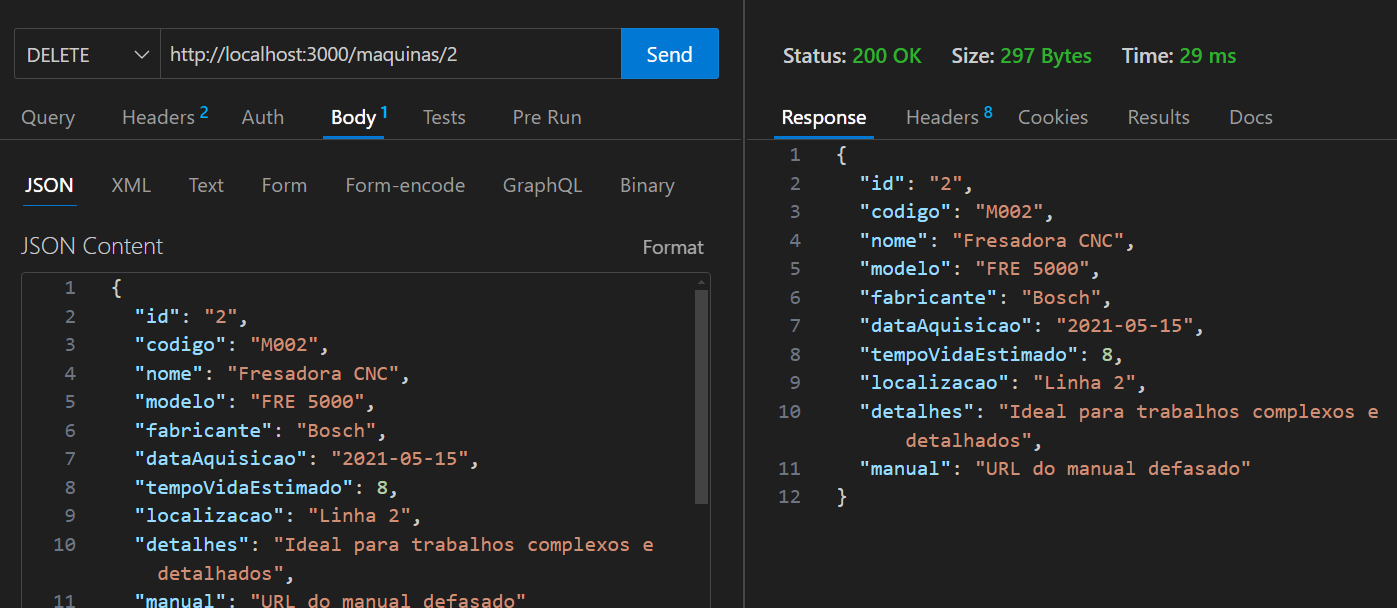 DELETE http://localhost:3000/maquinas/2 Send
Query Headers 2 Auth Body 1 Tests Pre Run
JSON XML Text Form Form-encode GraphQL Binary
JSON Content Format
1 {
2 "id": "2",
3 "codigo": "M002",
4 "nome": "Fresadora CNC",
5 "modelo": "FRE 5000",
6 "fabricante": "Bosch",
7 "dataAquisicao": "2021-05-15",
8 "tempoVidaEstimado": 8,
9 "localizacao": "Linha 2",
10 "detalhes": "Ideal para trabalhos complexos e
detalhados",
11 "manual": "URL do manual defasado"
Status: 200 OK Size: 297 Bytes Time: 29 ms
Response Headers 8 Cookies Results Docs
1 {
2 "id": "2",
3 "codigo": "M002",
4 "nome": "Fresadora CNC",
5 "modelo": "FRE 5000",
6 "fabricante": "Bosch",
7 "dataAquisicao": "2021-05-15",
8 "tempoVidaEstimado": 8,
9 "localizacao": "Linha 2",
10 "detalhes": "Ideal para trabalhos complexos e
detalhados",
11 "manual": "URL do manual defasado"
12 }